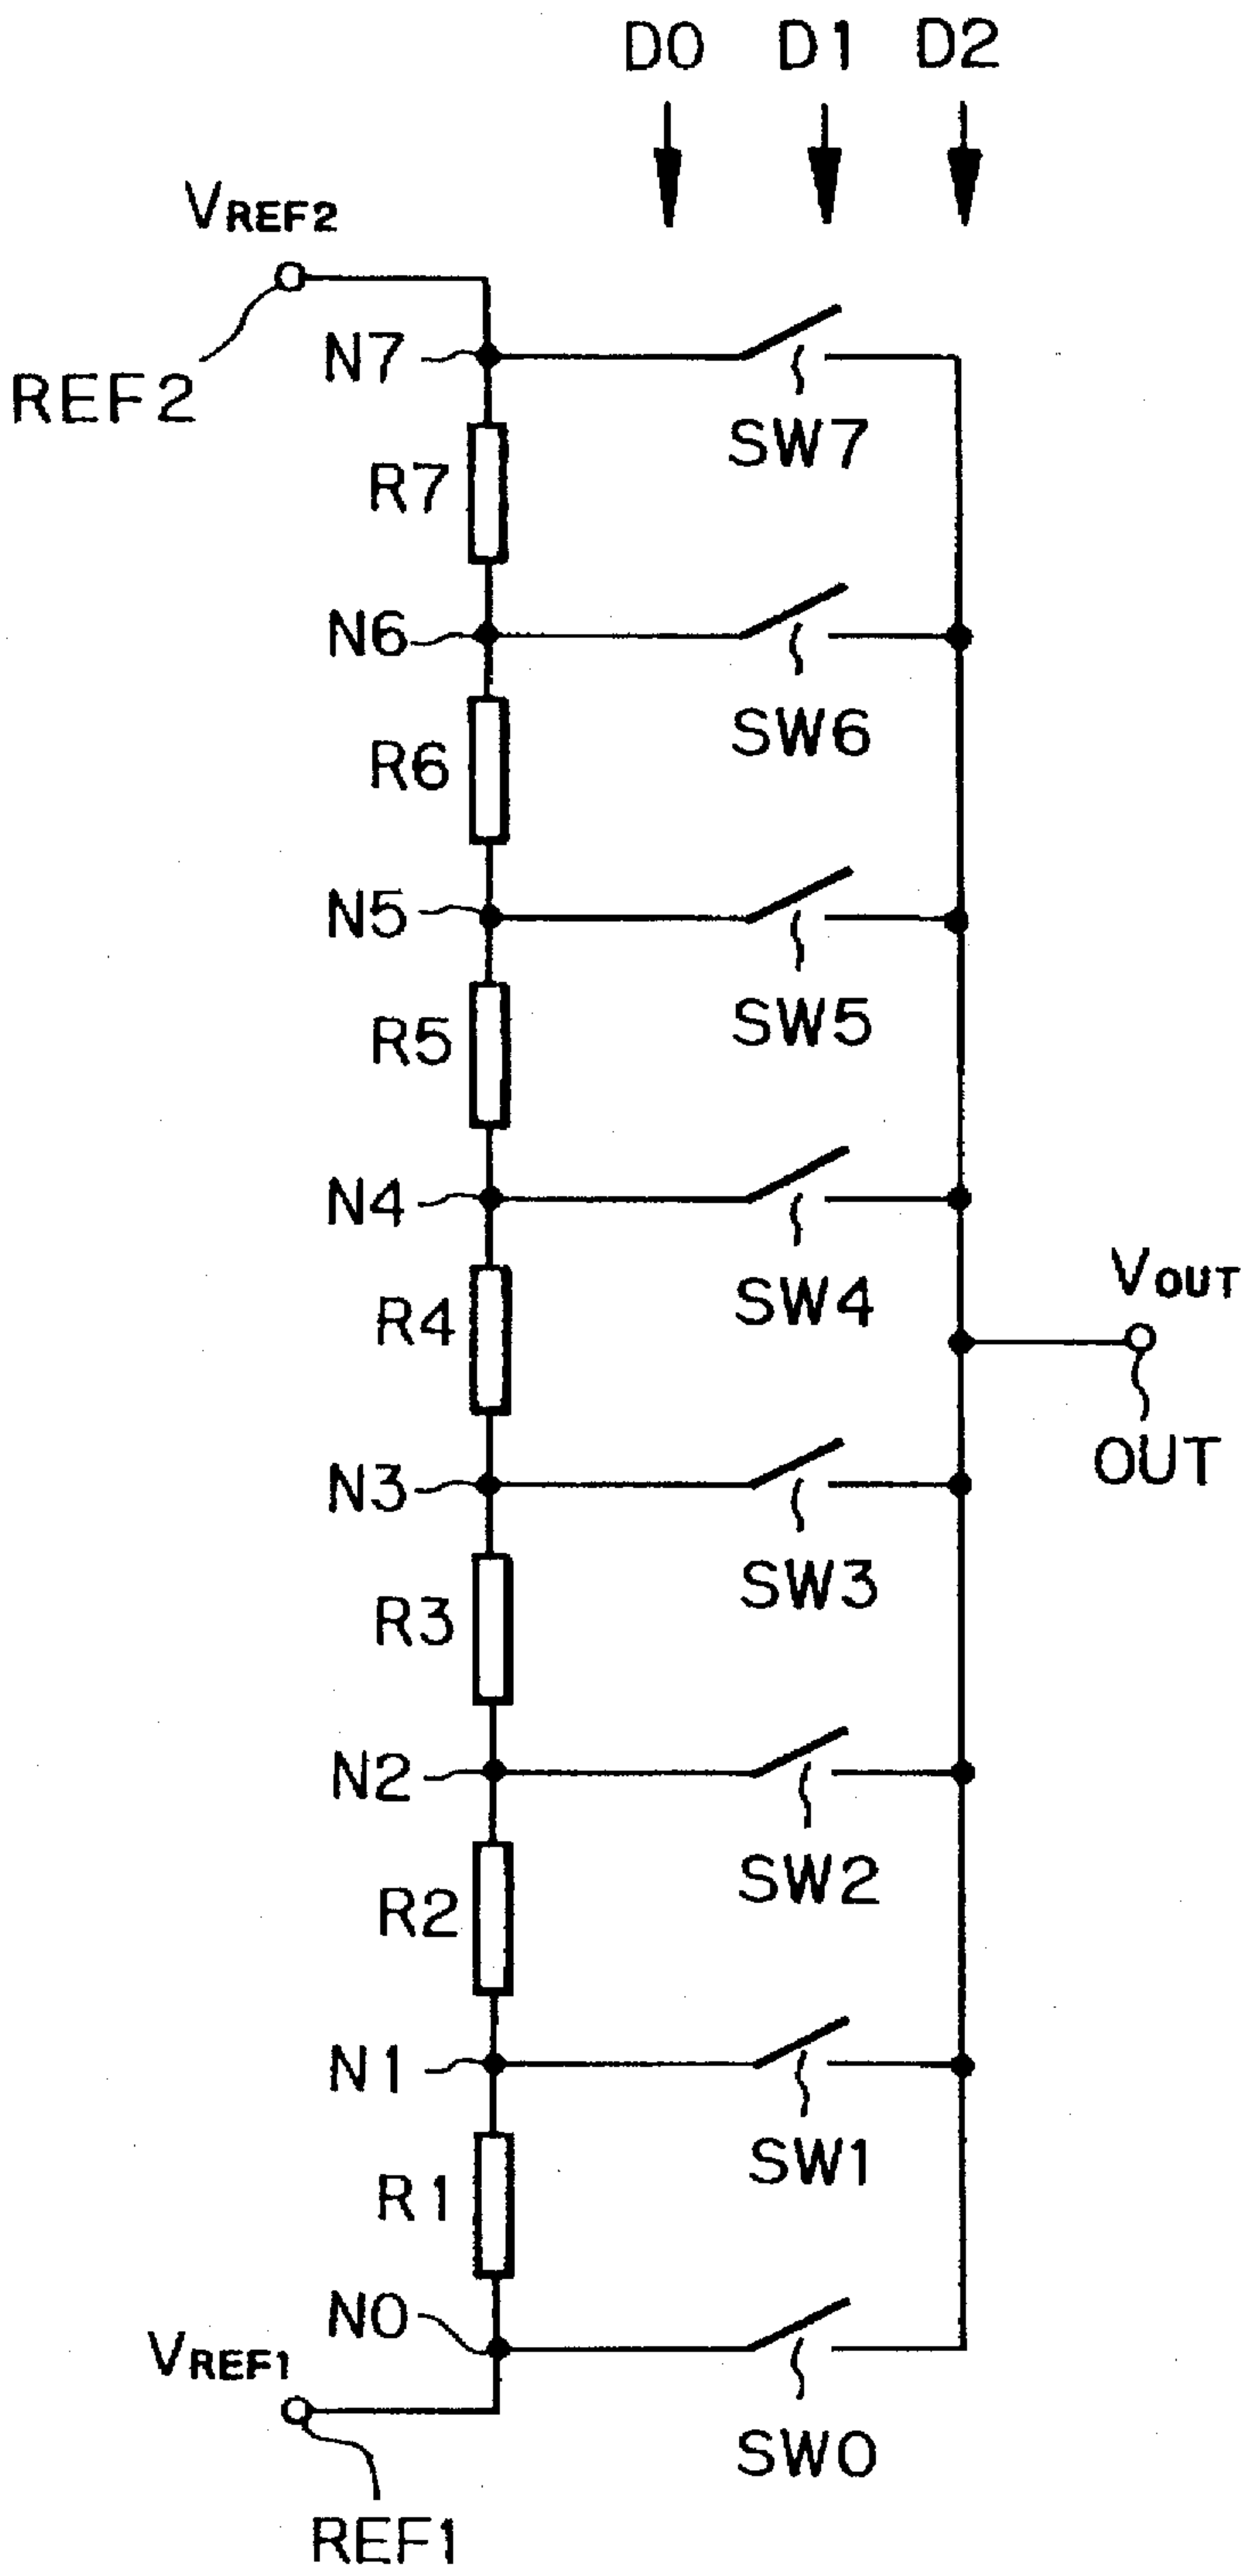 D0 D1 D2
VREF2
REF2
N7
SW7
R7
N6
SW6
R6
N5
SW5
R5
N4
SW4
VOUT
OUT
R4
N3
SW3
R3
N2
SW2
R2
N1
SW1
R1
N0
VREF1
SW0
REF1